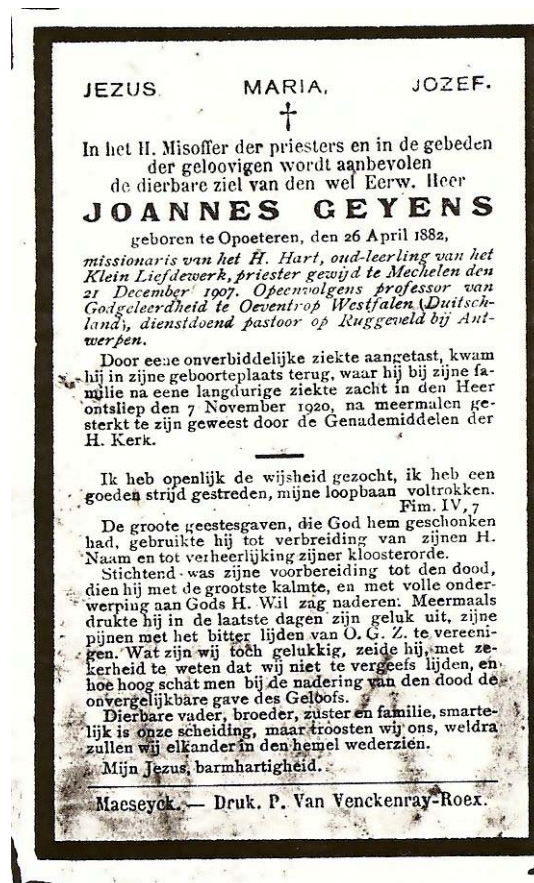 JEZUS MARIA, JOZEF.
In het H. Misoffer der priesters en in de gebeden
der geloovigen wordt aanbevolen
de dierbare ziel van den wel Eerw. Heer
JOANNES GEYENS
geboren te Opoeteren, den 26 April 1882,
missionaris van het H. Hart, oud-leerling van het
Klein Liefdewerk, priester gewijd te Mechelen den
21 December 1907. Opeenvolgens professor van
Godgeleerdheid te Oeventrop Westfalen (Duitsch-
land), dienstdoend pastoor op Ruggeveld bij Ant-
werpen.
Door eene onverbiddelijke ziekte aangetast, kwam
hij in zijne geboorteplaats terug, waar hij bij zijne fa-
milie na eene langdurige ziekte zacht in den Heer
ontsliep den 7 November 1920, na meermalen ge-
sterkt te zijn geweest door de Genademiddelen der
H. Kerk.
Ik heb openlijk de wijsheid gezocht, ik heb een
goeden strijd gestreden, mijne loopbaan voltrokken.
Fim. IV, 7
De groote geestesgaven, die God hem geschonken
had, gebruikte hij tot verbreiding van zijnen H.
Naam en tot verheerlijking zijner kloosterorde.
Stichtend was zijne voorbereiding tot den dood,
dien hij met de grootste kalmte, en met volle onder-
werping aan Gods H. Wil zag naderen. Meermaals
drukte hij in de laatste dagen zijn geluk uit, zijne
pijnen met het bitter lijden van O. G. Z. te vereeni-
gen. Wat zijn wij toch gelukkig, zeide hij, met ze-
kerheid te weten dat wij niet te vergeefs lijden, en
hoe hoog schat men bij de nadering van den dood de
onvergelijkbare gave des Geloofs.
Dierbare vader, broeder, zuster en familie, smarte-
lijk is onze scheiding, maar troosten wij ons, weldra
zullen wij elkander in den hemel wederzien.
Mijn Jezus, barmhartigheid.
Maeseyck. — Druk. P. Van Venckenray-Roex.